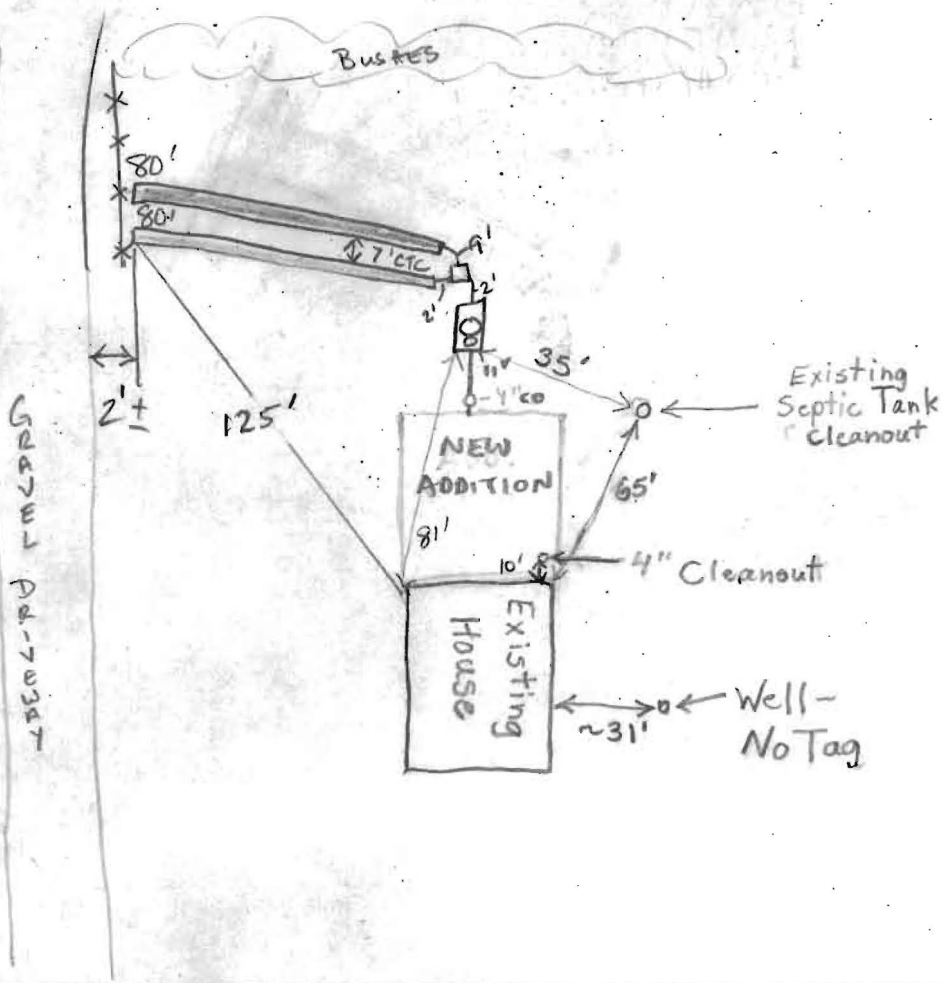 BUSHES
80'
80'
7' CTC
9'
2'
2'
11'
35'
4" CO
Existing
Septic Tank
Cleanout
2'±
125'
NEW
ADDITION
65'
81'
10'
4" Cleanout
Existing
House
~31'
Well-
No Tag
GRAVEL DRIVEWAY